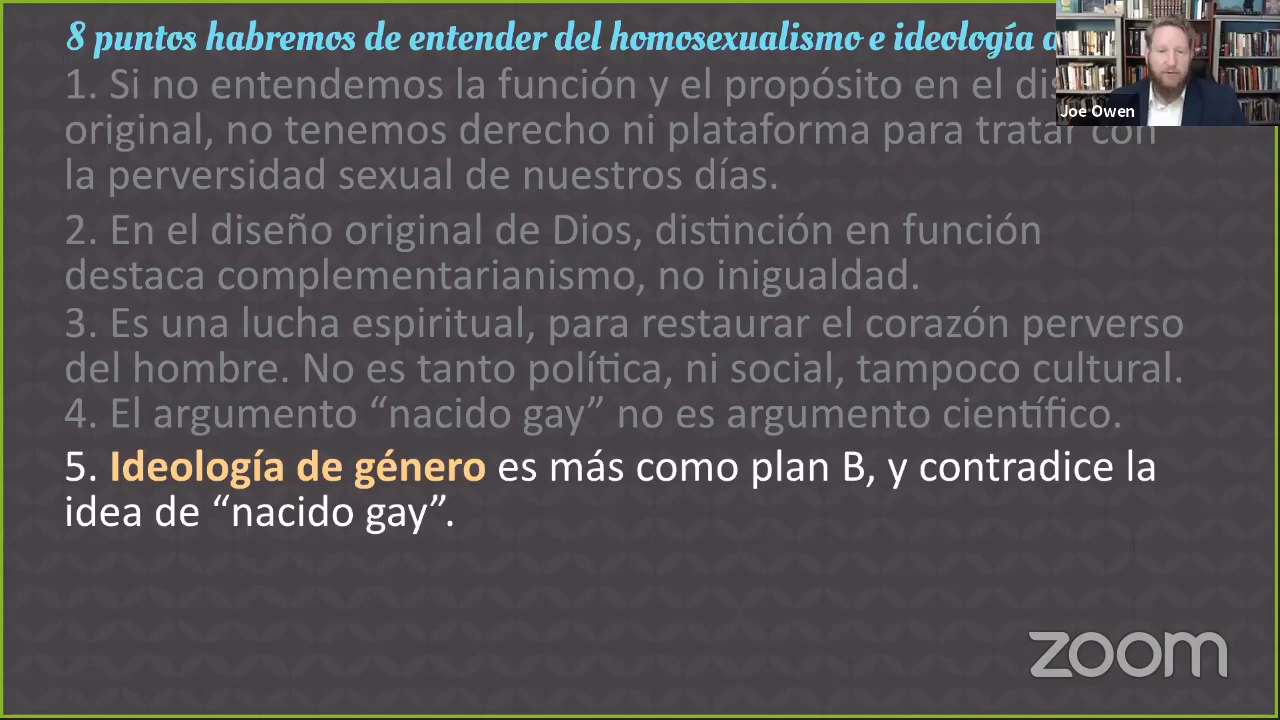 8 puntos habremos de entender del homosexualismo e ideología
1. Si no entendemos la función y el propósito en el
original, no tenemos derecho ni plataforma para tratar con
la perversidad sexual de nuestros días.
2. En el diseño original de Dios, distinción en función
destaca complementarianismo, no inigualdad.
3. Es una lucha espiritual, para restaurar el corazón perverso
del hombre. No es tanto política, ni social, tampoco cultural.
4. El argumento “nacido gay” no es argumento científico.
5. Ideología de género es más como plan B, y contradice la
idea de “nacido gay”.
Joe Owen
zoom